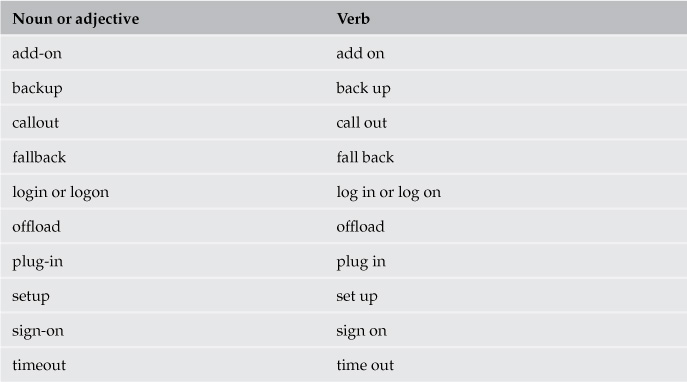 Noun or adjective Verb
add-on add on
backup back up
callout call out
fallback fall back
login or logon log in or log on
offload offload
plug-in plug in
setup set up
sign-on sign on
timeout time out